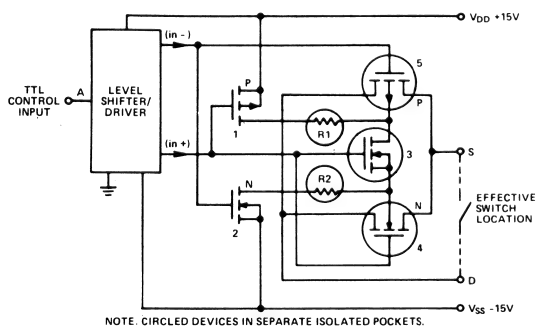 V_DD +15V
(in -)
5
P
P
TTL
CONTROL
INPUT
A
LEVEL
SHIFTER/
DRIVER
1
R1
3
S
(in +)
N
R2
N
EFFECTIVE
SWITCH
LOCATION
2
4
D
V_SS -15V
NOTE. CIRCLED DEVICES IN SEPARATE ISOLATED POCKETS.